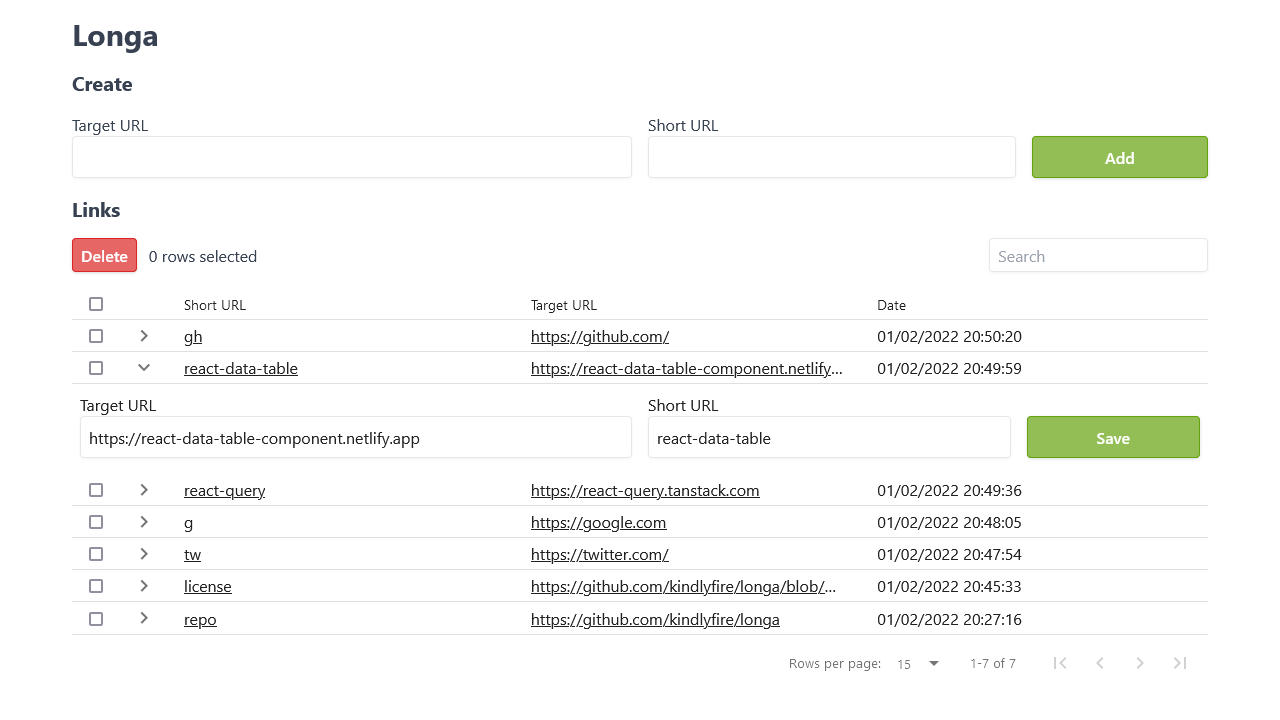 Longa
Create
Target URL Short URL
Add
Links
Delete 0 rows selected Search
Short URL Target URL Date
gh https://github.com/ 01/02/2022 20:50:20
react-data-table https://react-data-table-component.netlify... 01/02/2022 20:49:59
Target URL Short URL
https://react-data-table-component.netlify.app react-data-table Save
react-query https://react-query.tanstack.com 01/02/2022 20:49:36
g https://google.com 01/02/2022 20:48:05
tw https://twitter.com/ 01/02/2022 20:47:54
license https://github.com/kindlyfire/longa/blob/... 01/02/2022 20:45:33
repo https://github.com/kindlyfire/longa 01/02/2022 20:27:16
Rows per page: 15 1-7 of 7